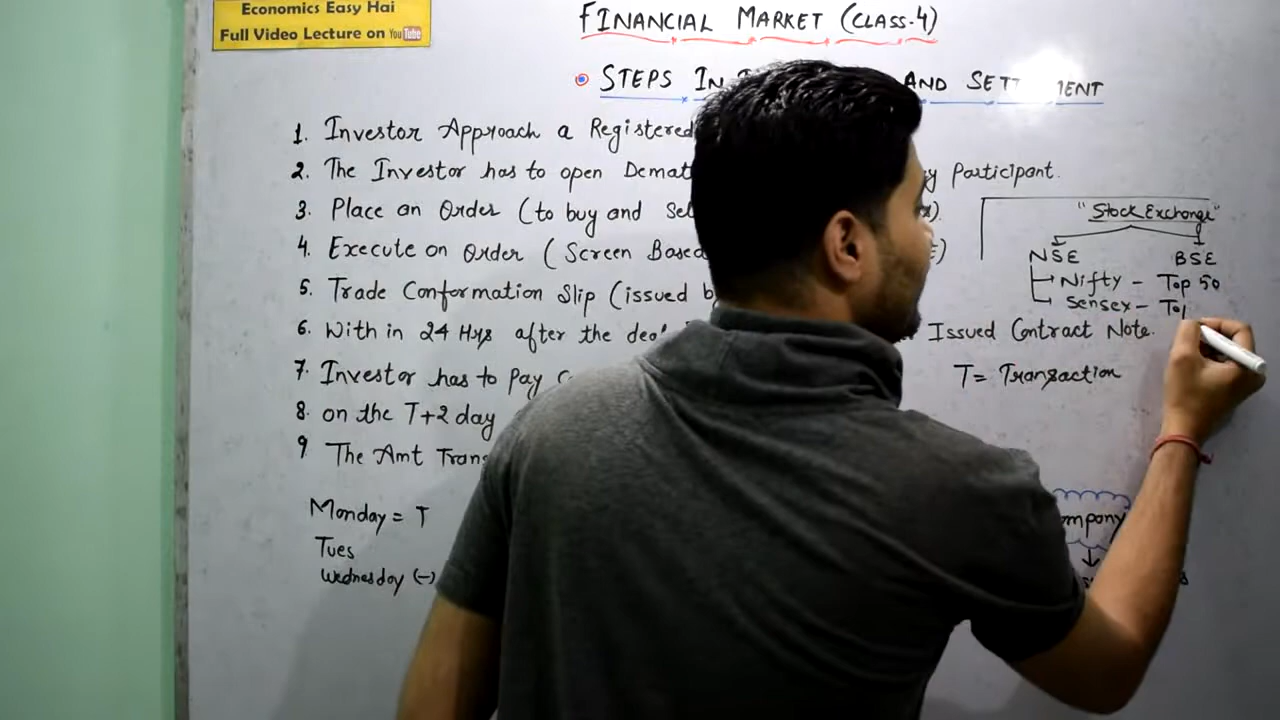 Economics Easy Hai
Full Video Lecture on YouTube
FINANCIAL MARKET (CLASS-4)
STEPS IN AND SETT MENT
1. Investor Approach a Registered
2. The Investor has to open Demat Participant.
3. Place an Order (to buy and Sel
4. Execute on Order (Screen Based
5. Trade Conformation Slip (issued b
6. With in 24 Hrs after the deal Issued Contract Note.
7. Investor has to Pay
8. on the T+2 day
9 The Amt Trans
"Stock Exchange"
NSE BSE
Nifty - Top 50
Sensex - To
T = Transaction
Monday = T
Tues
Wednesday (-)
ompany